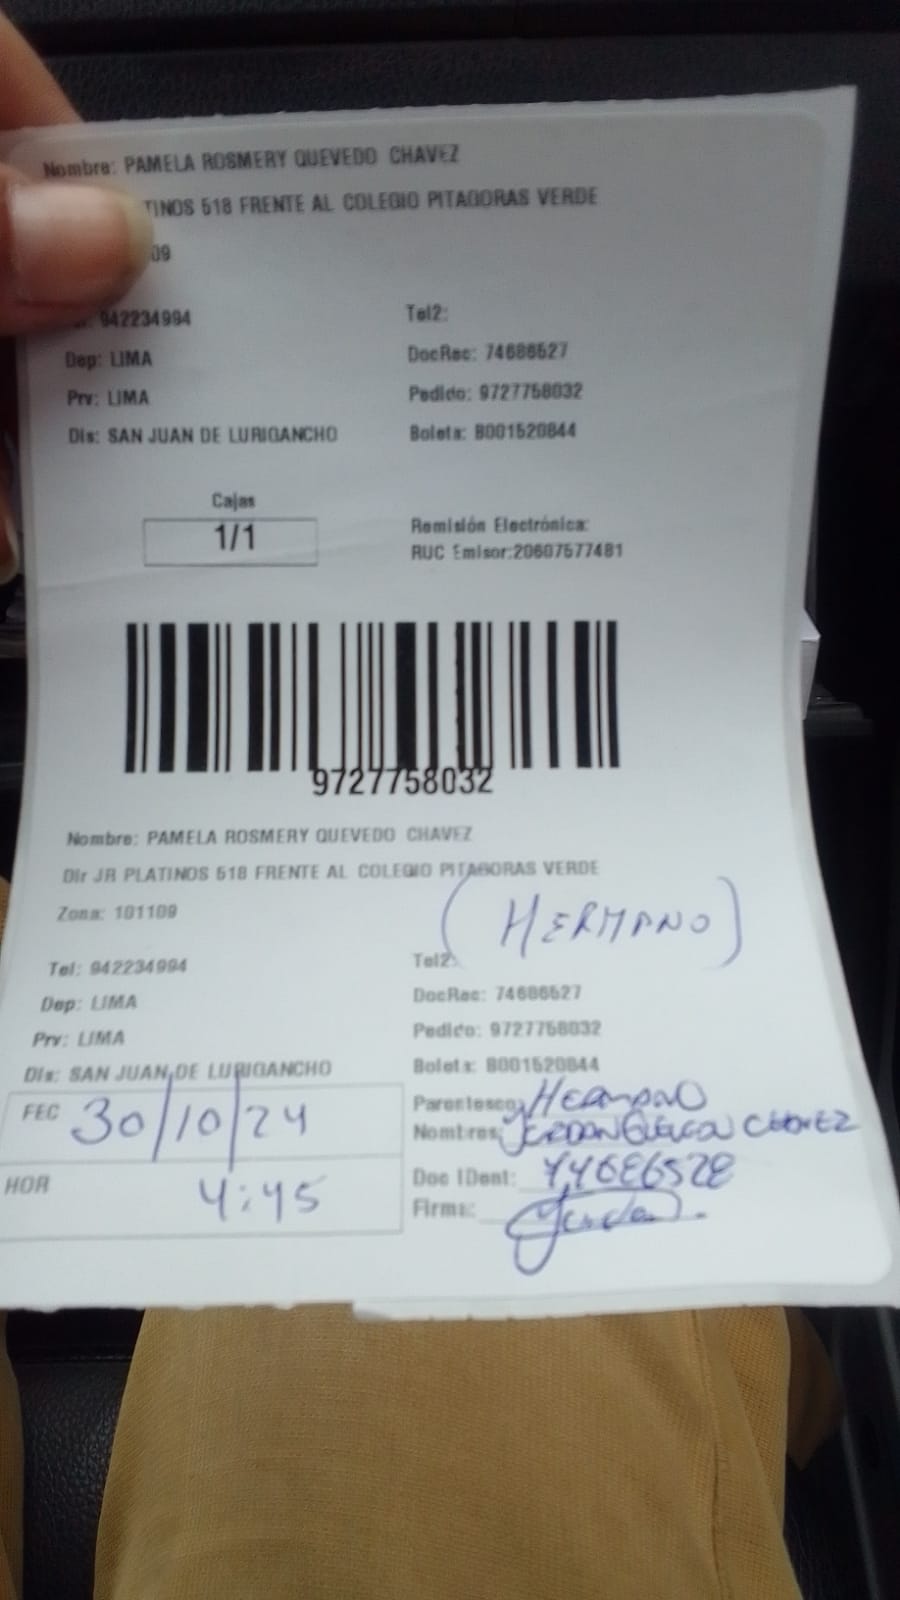 Nombre: PAMELA ROSMERY QUEVEDO CHAVEZ
TINOS 518 FRENTE AL COLEGIO PITAGORAS VERDE
09
942234994 Tel2:
Dep: LIMA DocRec: 74686527
Prv: LIMA Pedido: 9727758032
Dis: SAN JUAN DE LURIGANCHO Boleta: B001520844
Cajas
1/1
Remisión Electrónica:
RUC Emisor:20607577481
9727758032
Nombre: PAMELA ROSMERY QUEVEDO CHAVEZ
Dir JR PLATINOS 518 FRENTE AL COLEGIO PITAGORAS VERDE
Zona: 101109
(HERMANO)
Tel: 942234994 Tel2:
Dep: LIMA DocRec: 74686527
Prv: LIMA Pedido: 9727758032
Dis: SAN JUAN DE LURIGANCHO Boleta: B001520844
FEC 30/10/24 Parentesco: HERMANO
Nombres: CHAVEZ
HOR 4:45 Doc IDent:
Firma: